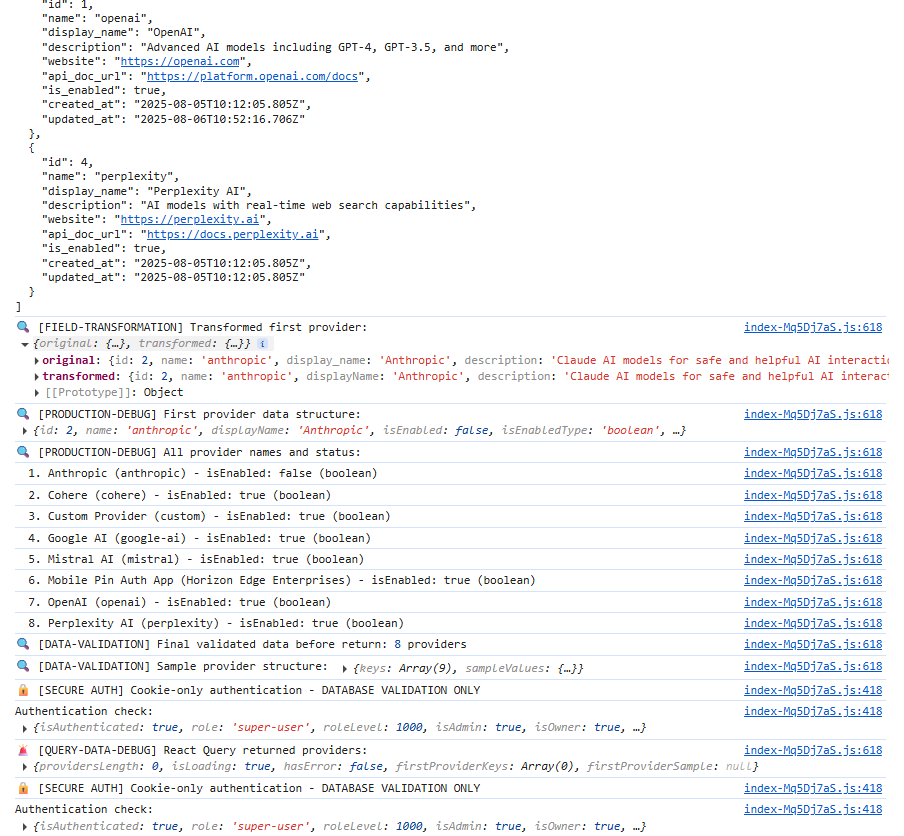 "id": 1,
"name": "openai",
"display_name": "OpenAI",
"description": "Advanced AI models including GPT-4, GPT-3.5, and more",
"website": "https://openai.com",
"api_doc_url": "https://platform.openai.com/docs",
"is_enabled": true,
"created_at": "2025-08-05T10:12:05.805Z",
"updated_at": "2025-08-06T10:52:16.706Z"
},
{
"id": 4,
"name": "perplexity",
"display_name": "Perplexity AI",
"description": "AI models with real-time web search capabilities",
"website": "https://perplexity.ai",
"api_doc_url": "https://docs.perplexity.ai",
"is_enabled": true,
"created_at": "2025-08-05T10:12:05.805Z",
"updated_at": "2025-08-05T10:12:05.805Z"
}
]
🔍 [FIELD-TRANSFORMATION] Transformed first provider: index-Mq5Dj7aS.js:618
{original: {…}, transformed: {…}} i
original: {id: 2, name: 'anthropic', display_name: 'Anthropic', description: 'Claude AI models for safe and helpful AI interactio
transformed: {id: 2, name: 'anthropic', displayName: 'Anthropic', description: 'Claude AI models for safe and helpful AI interact
[[Prototype]]: Object
🔍 [PRODUCTION-DEBUG] First provider data structure: index-Mq5Dj7aS.js:618
{id: 2, name: 'anthropic', displayName: 'Anthropic', isEnabled: false, isEnabledType: 'boolean', …}
🔍 [PRODUCTION-DEBUG] All provider names and status: index-Mq5Dj7aS.js:618
1. Anthropic (anthropic) - isEnabled: false (boolean) index-Mq5Dj7aS.js:618
2. Cohere (cohere) - isEnabled: true (boolean) index-Mq5Dj7aS.js:618
3. Custom Provider (custom) - isEnabled: true (boolean) index-Mq5Dj7aS.js:618
4. Google AI (google-ai) - isEnabled: true (boolean) index-Mq5Dj7aS.js:618
5. Mistral AI (mistral) - isEnabled: true (boolean) index-Mq5Dj7aS.js:618
6. Mobile Pin Auth App (Horizon Edge Enterprises) - isEnabled: true (boolean) index-Mq5Dj7aS.js:618
7. OpenAI (openai) - isEnabled: true (boolean) index-Mq5Dj7aS.js:618
8. Perplexity AI (perplexity) - isEnabled: true (boolean) index-Mq5Dj7aS.js:618
🔍 [DATA-VALIDATION] Final validated data before return: 8 providers index-Mq5Dj7aS.js:618
🔍 [DATA-VALIDATION] Sample provider structure: {keys: Array(9), sampleValues: {…}} index-Mq5Dj7aS.js:618
🔒 [SECURE AUTH] Cookie-only authentication - DATABASE VALIDATION ONLY index-Mq5Dj7aS.js:418
Authentication check: index-Mq5Dj7aS.js:418
{isAuthenticated: true, role: 'super-user', roleLevel: 1000, isAdmin: true, isOwner: true, …}
🚨 [QUERY-DATA-DEBUG] React Query returned providers: index-Mq5Dj7aS.js:618
{providersLength: 0, isLoading: true, hasError: false, firstProviderKeys: Array(0), firstProviderSample: null}
🔒 [SECURE AUTH] Cookie-only authentication - DATABASE VALIDATION ONLY index-Mq5Dj7aS.js:418
Authentication check: index-Mq5Dj7aS.js:418
{isAuthenticated: true, role: 'super-user', roleLevel: 1000, isAdmin: true, isOwner: true, …}